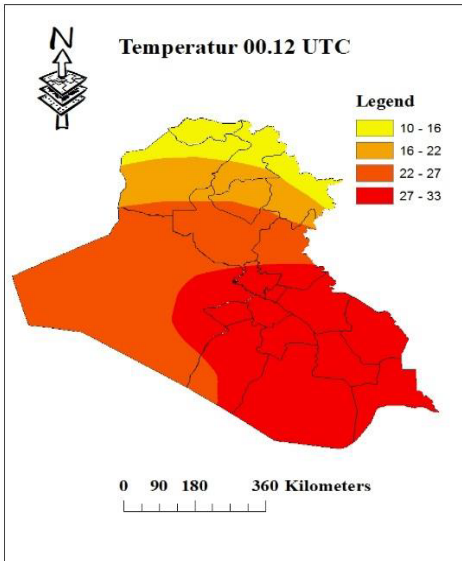 N
Temperatur 00.12 UTC
Legend
10 - 16
16 - 22
22 - 27
27 - 33
0 90 180 360 Kilometers